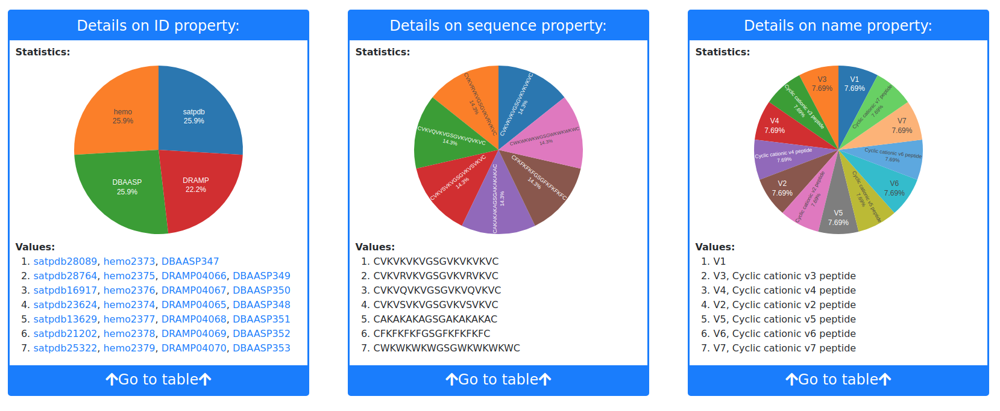 Details on ID property:
Statistics:
hemo
25.9%
satpdb
25.9%
DBAASP
25.9%
DRAMP
22.2%
Values:
1. satpdb28089, hemo2373, DBAASP347
2. satpdb28764, hemo2375, DRAMP04066, DBAASP349
3. satpdb16917, hemo2376, DRAMP04067, DBAASP350
4. satpdb23624, hemo2374, DRAMP04065, DBAASP348
5. satpdb13629, hemo2377, DRAMP04068, DBAASP351
6. satpdb21202, hemo2378, DRAMP04069, DBAASP352
7. satpdb25322, hemo2379, DRAMP04070, DBAASP353
Go to table
Details on sequence property:
Statistics:
CVKVKVKVGSGVKVKVKVC
14.3%
CWKWKWKWGSGWKWKWKWC
14.3%
CFKFKFKFGSGFKFKFKFC
14.3%
CAKAKAKAGSGAKAKAKAC
14.3%
CVKVSVKVGSGVKVSVKVC
14.3%
CVKVQVKVGSGVKVQVKVC
14.3%
CVKVRVKVGSGVKVRVKVC
14.3%
Values:
1. CVKVKVKVGSGVKVKVKVC
2. CVKVRVKVGSGVKVRVKVC
3. CVKVQVKVGSGVKVQVKVC
4. CVKVSVKVGSGVKVSVKVC
5. CAKAKAKAGSGAKAKAKAC
6. CFKFKFKFGSGFKFKFKFC
7. CWKWKWKWGSGWKWKWKWC
Go to table
Details on name property:
Statistics:
V1
7.69%
Cyclic cationic v7 peptide
7.69%
V7
7.69%
Cyclic cationic v6 peptide
7.69%
V6
7.69%
Cyclic cationic v5 peptide
7.69%
V5
7.69%
Cyclic cationic v2 peptide
7.69%
V2
7.69%
Cyclic cationic v4 peptide
7.69%
V4
7.69%
Cyclic cationic v3 peptide
7.69%
V3
7.69%
Values:
1. V1
2. V3, Cyclic cationic v3 peptide
3. V4, Cyclic cationic v4 peptide
4. V2, Cyclic cationic v2 peptide
5. V5, Cyclic cationic v5 peptide
6. V6, Cyclic cationic v6 peptide
7. V7, Cyclic cationic v7 peptide
Go to table